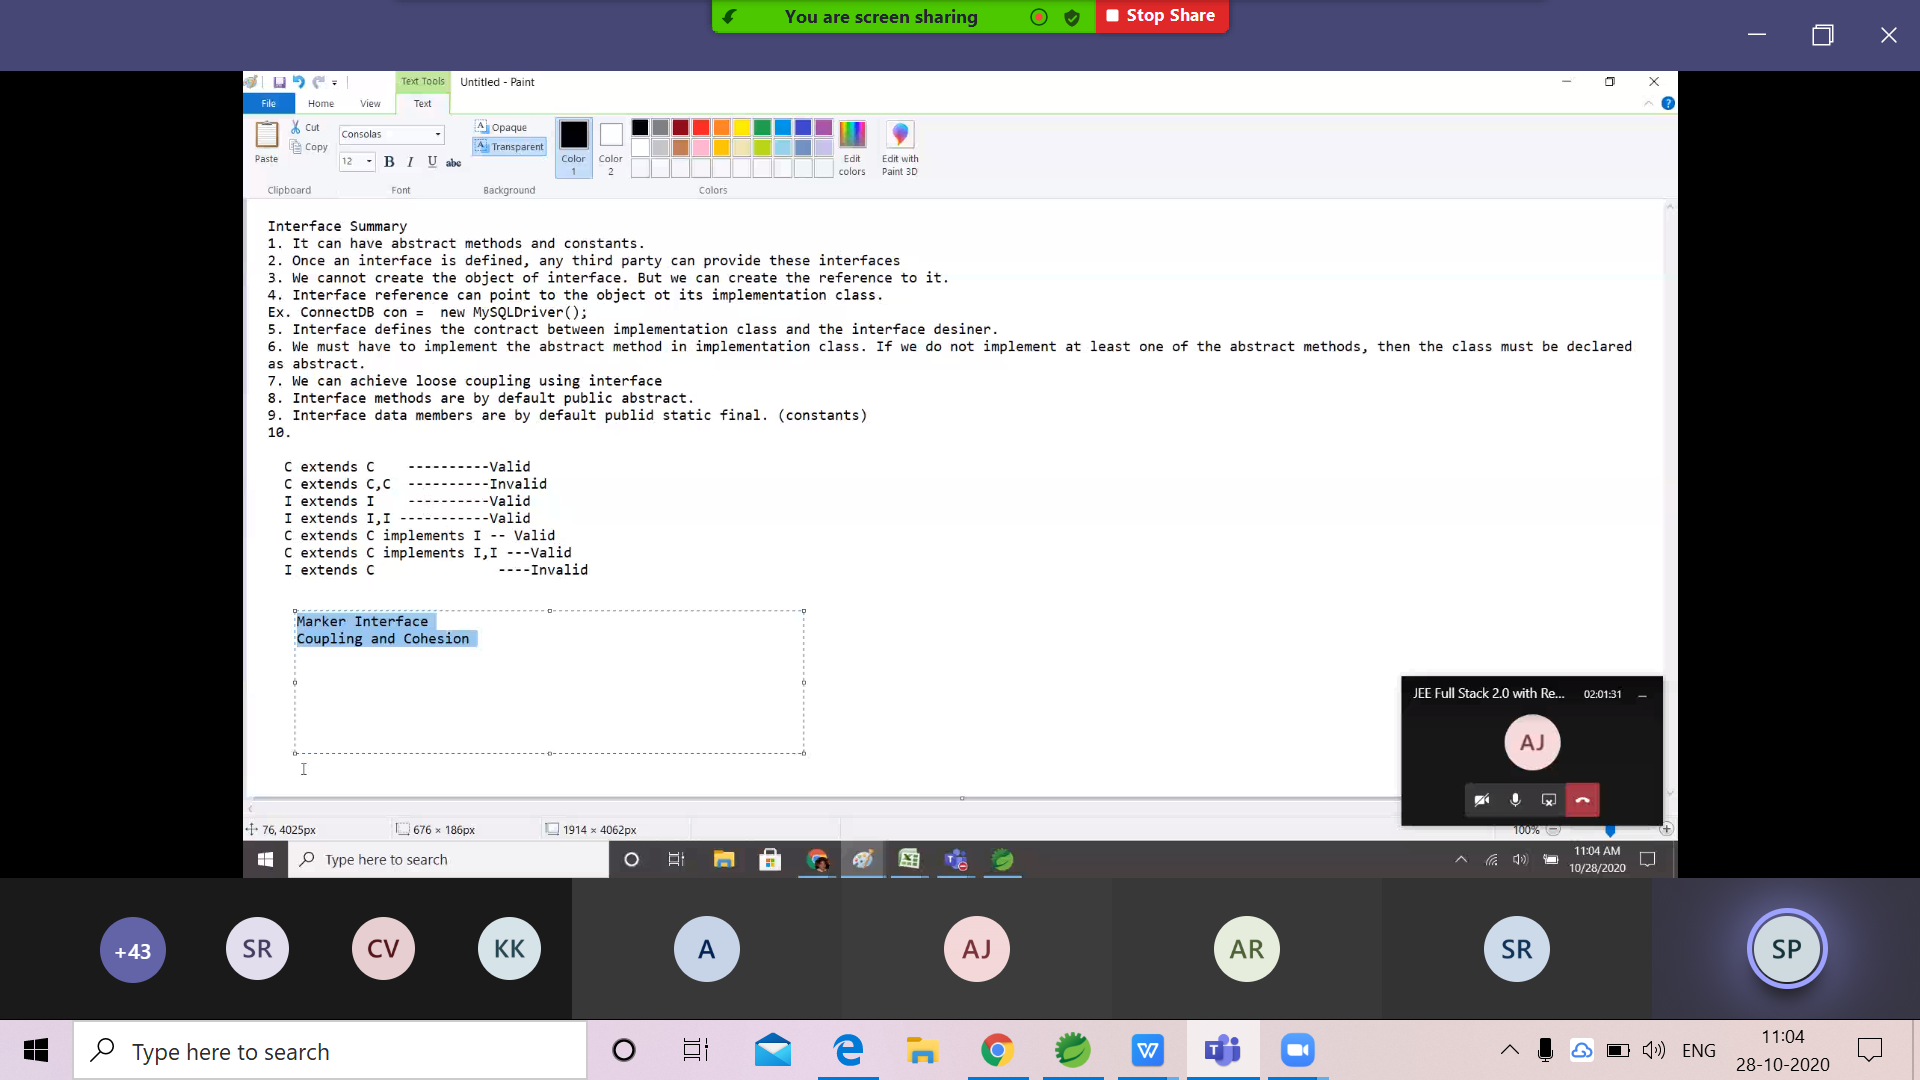 You are screen sharing
Stop Share
Text Tools
Untitled - Paint
File
Home
View
Text
Paste
Cut
Copy
Clipboard
Consolas
12
B I U abc
Font
Opaque
Transparent
Background
Color 1
Color 2
Edit colors
Edit with Paint 3D
Colors
Interface Summary
1. It can have abstract methods and constants.
2. Once an interface is defined, any third party can provide these interfaces
3. We cannot create the object of interface. But we can create the reference to it.
4. Interface reference can point to the object ot its implementation class.
Ex. ConnectDB con =  new MySQLDriver();
5. Interface defines the contract between implementation class and the interface desiner.
6. We must have to implement the abstract method in implementation class. If we do not implement at least one of the abstract methods, then the class must be declared
as abstract.
7. We can achieve loose coupling using interface
8. Interface methods are by default public abstract.
9. Interface data members are by default publid static final. (constants)
10.
C extends C    ----------Valid
C extends C,C  ----------Invalid
I extends I    ----------Valid
I extends I,I -----------Valid
C extends C implements I -- Valid
C extends C implements I,I ---Valid
I extends C               ----Invalid
Marker Interface
Coupling and Cohesion
JEE Full Stack 2.0 with Re...
02:01:31
AJ
76, 4025px
676 × 186px
1914 × 4062px
100%
Type here to search
11:04 AM
10/28/2020
+43
SR
CV
KK
A
AJ
AR
SR
SP
Type here to search
ENG
11:04
28-10-2020